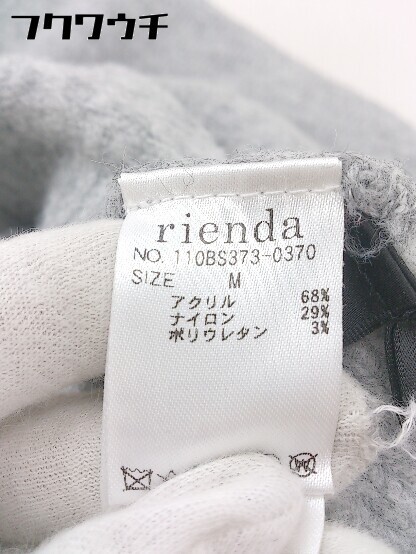 フクワウチ
rienda
NO. 110BS373-0370
SIZE M
アクリル 68%
ナイロン 29%
ポリウレタン 3%